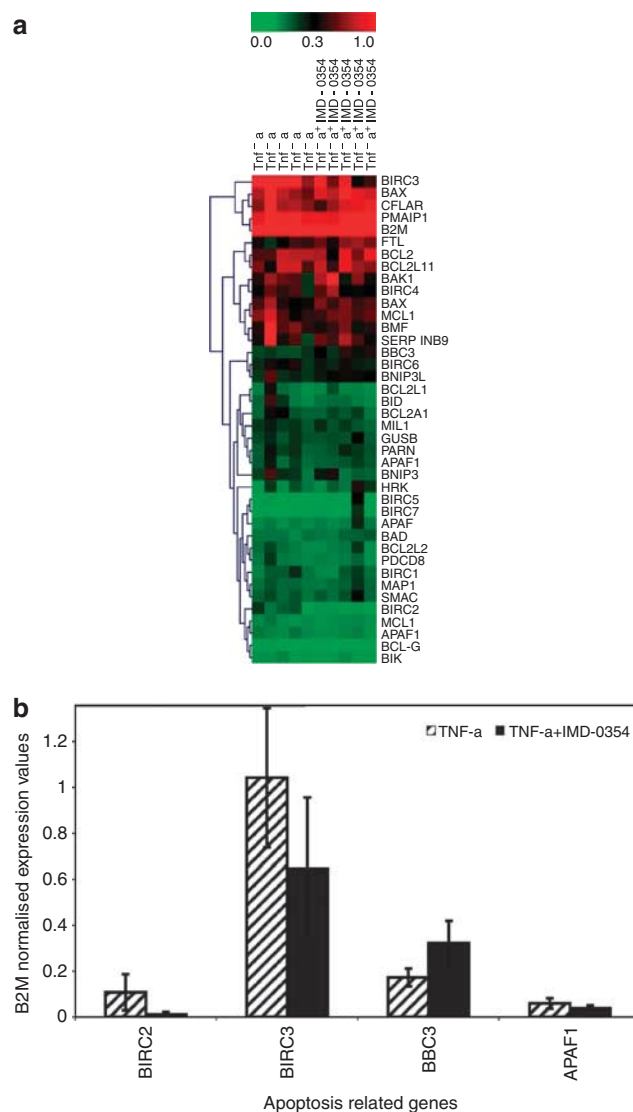 a
0.0 0.3 1.0
Tnf - a
Tnf - a
Tnf - a
Tnf - a
Tnf - a
Tnf - a+ IMD - 0354
Tnf - a+ IMD - 0354
Tnf - a+ IMD - 0354
Tnf - a+ IMD - 0354
Tnf - a+ IMD - 0354
BIRC3
BAX
CFLAR
PMAIP1
B2M
FTL
BCL2
BCL2L11
BAK1
BIRC4
BAX
MCL1
BMF
SERP INB9
BBC3
BIRC6
BNIP3L
BCL2L1
BID
BCL2A1
MIL1
GUSB
PARN
APAF1
BNIP3
HRK
BIRC5
BIRC7
APAF
BAD
BCL2L2
PDCD8
BIRC1
MAP1
SMAC
BIRC2
MCL1
APAF1
BCL-G
BIK
b
TNF-a TNF-a+IMD-0354
B2M normalised expression values
1.2
1
0.8
0.6
0.4
0.2
0
BIRC2
BIRC3
BBC3
APAF1
Apoptosis related genes